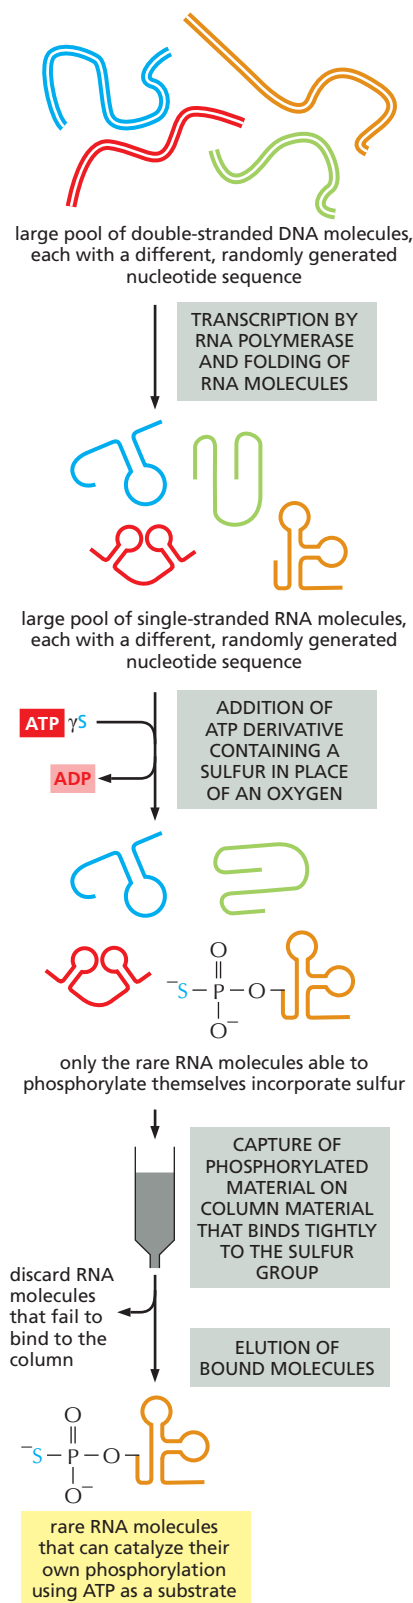 large pool of double-stranded DNA molecules,
each with a different, randomly generated
nucleotide sequence
TRANSCRIPTION BY
RNA POLYMERASE
AND FOLDING OF
RNA MOLECULES
large pool of single-stranded RNA molecules,
each with a different, randomly generated
nucleotide sequence
ATP γS
ADP
ADDITION OF
ATP DERIVATIVE
CONTAINING A
SULFUR IN PLACE
OF AN OXYGEN
O
⁻S – P – O
O⁻
only the rare RNA molecules able to
phosphorylate themselves incorporate sulfur
CAPTURE OF
PHOSPHORYLATED
MATERIAL ON
COLUMN MATERIAL
THAT BINDS TIGHTLY
TO THE SULFUR
GROUP
discard RNA
molecules
that fail to
bind to the
column
ELUTION OF
BOUND MOLECULES
O
⁻S – P – O
O⁻
rare RNA molecules
that can catalyze their
own phosphorylation
using ATP as a substrate